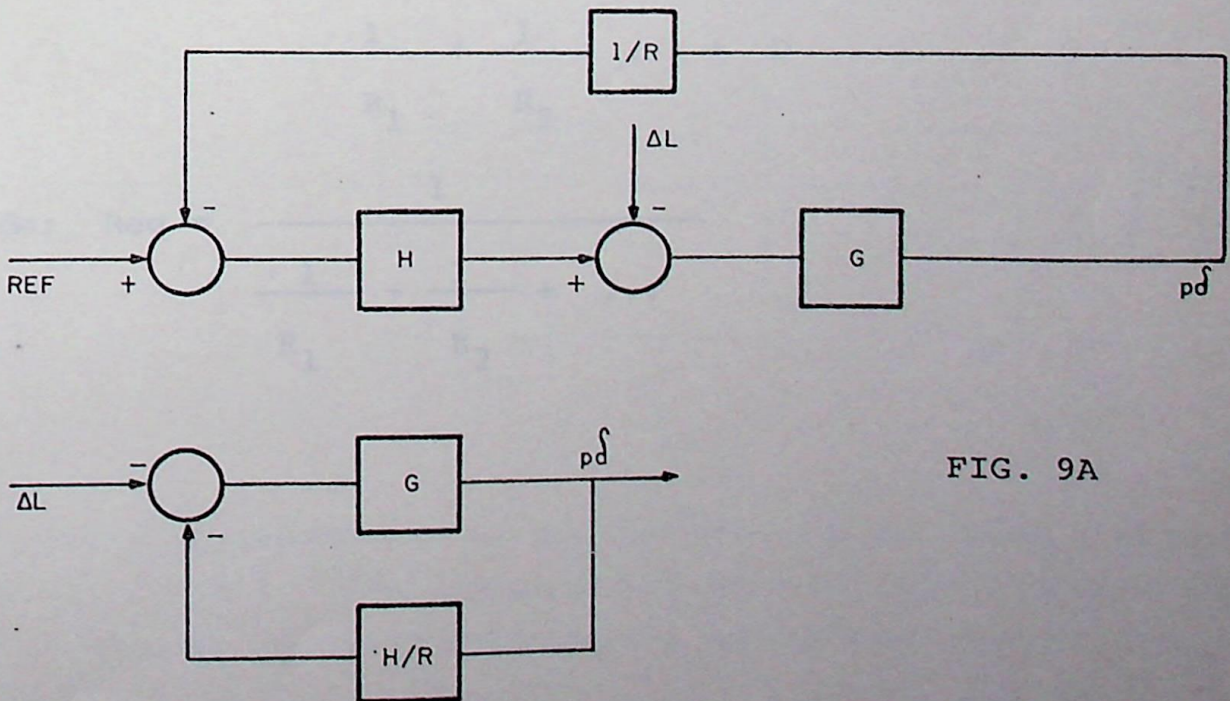 1/R
ΔL
-
-
H
G
REF
+
+
pδ
pδ
-
G
FIG. 9A
ΔL
-
H/R